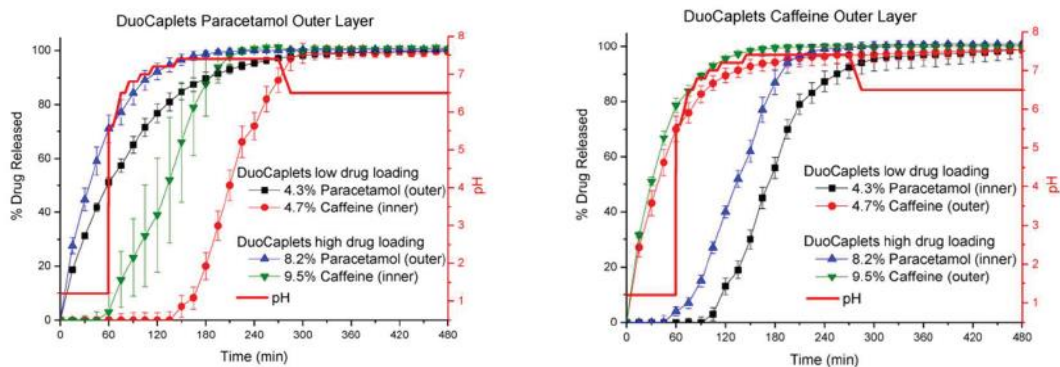 DuoCaplets Paracetamol Outer Layer
100
80
60
40
20
0
% Drug Released
8
7
6
5
4
3
2
1
pH
DuoCaplets low drug loading
4.3% Paracetamol (outer)
4.7% Caffeine (inner)
DuoCaplets high drug loading
8.2% Paracetamol (outer)
9.5% Caffeine (inner)
pH
0 60 120 180 240 300 360 420 480
Time (min)
DuoCaplets Caffeine Outer Layer
100
80
60
40
20
0
% Drug Released
8
7
6
5
4
3
2
1
pH
DuoCaplets low drug loading
4.3% Paracetamol (inner)
4.7% Caffeine (outer)
DuoCaplets high drug loading
8.2% Paracetamol (inner)
9.5% Caffeine (outer)
pH
0 60 120 180 240 300 360 420 480
Time (min)